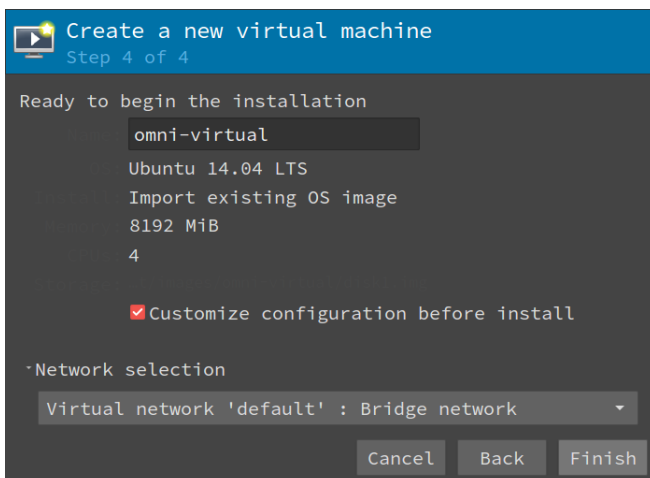 Create a new virtual machine
Step 4 of 4
Ready to begin the installation
omni-virtual
Ubuntu 14.04 LTS
Import existing OS image
8192 MiB
4
Customize configuration before install
Network selection
Virtual network 'default' : Bridge network
Cancel Back Finish